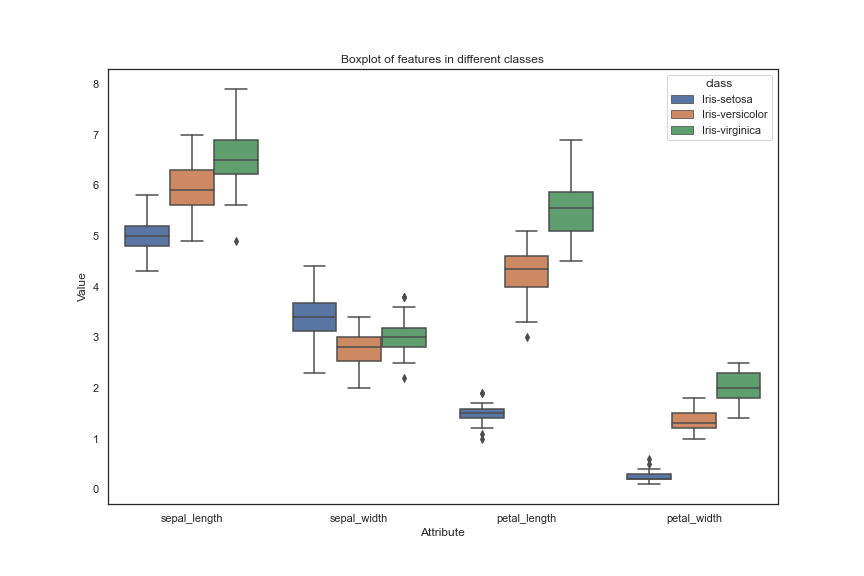 Boxplot of features in different classes
class
Iris-setosa
Iris-versicolor
Iris-virginica
8
7
6
5
4
3
2
1
0
Value
sepal_length
sepal_width
petal_length
petal_width
Attribute